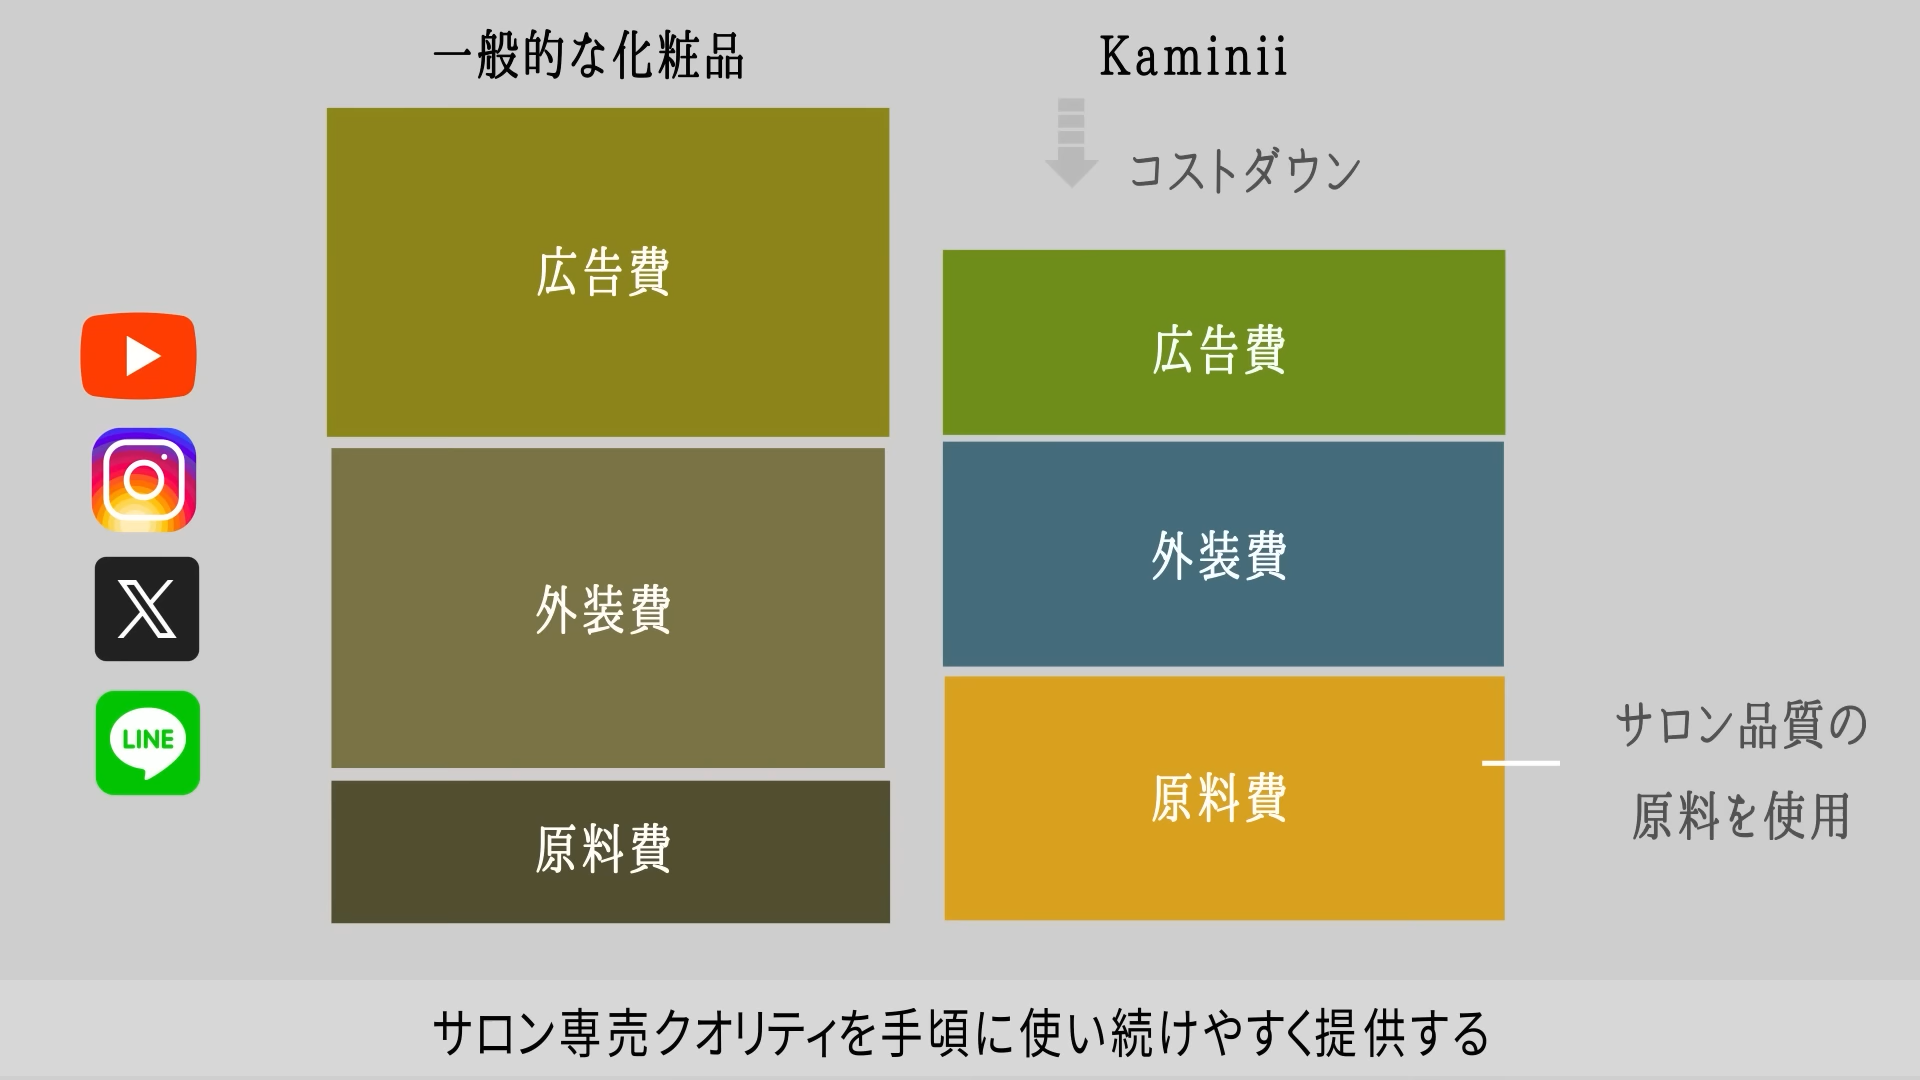 一般的な化粧品
Kaminii
コストダウン
広告費
広告費
外装費
外装費
原料費
原料費
サロン品質の
原料を使用
LINE
サロン専売クオリティを手頃に使い続けやすく提供する